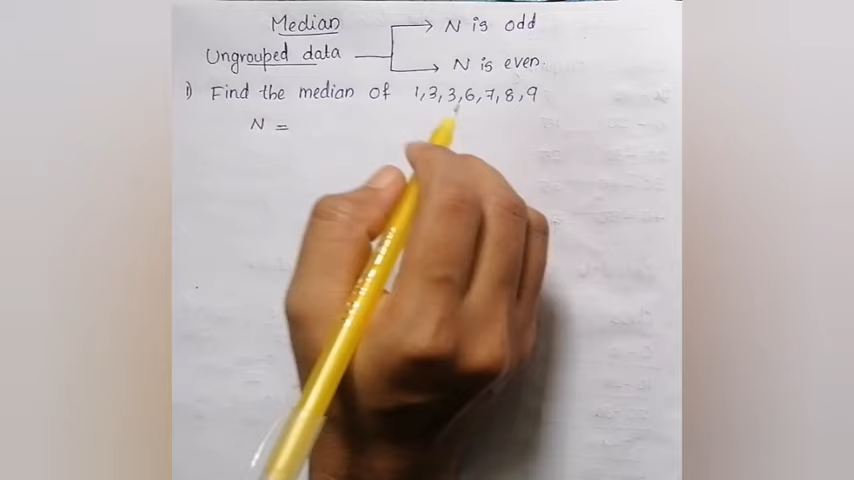 Median
N is odd
Ungrouped data
N is even.
1) Find the median of 1, 3, 3, 6, 7, 8, 9
N =